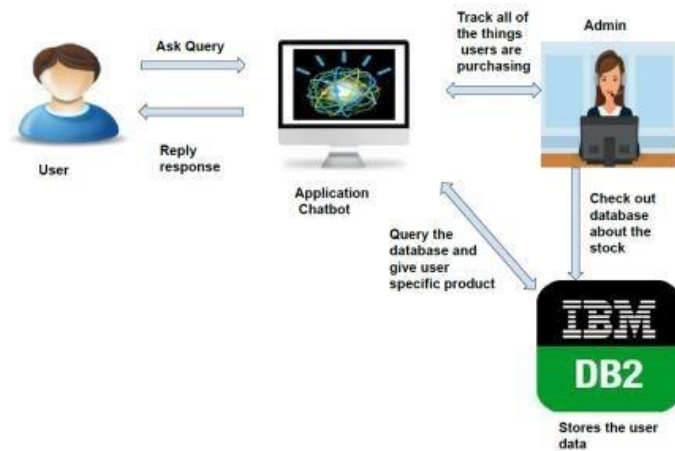 Ask Query
Reply
response
User
Application
Chatbot
Track all of
the things
users are
purchasing
Admin
Query the
database and
give user
specific product
Check out
database
about the
stock
IBM
DB2
Stores the user
data